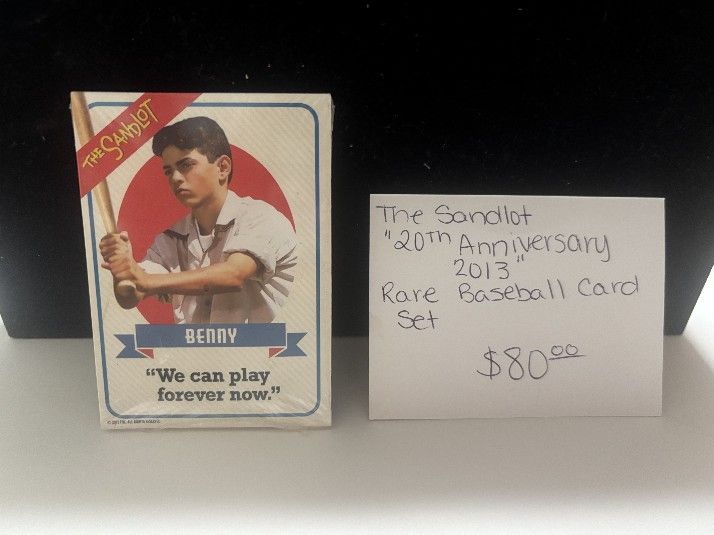 THE SANDLOT
BENNY
“We can play
forever now.”
The Sandlot
"20TH Anniversary
2013"
Rare Baseball Card
Set
$80.00